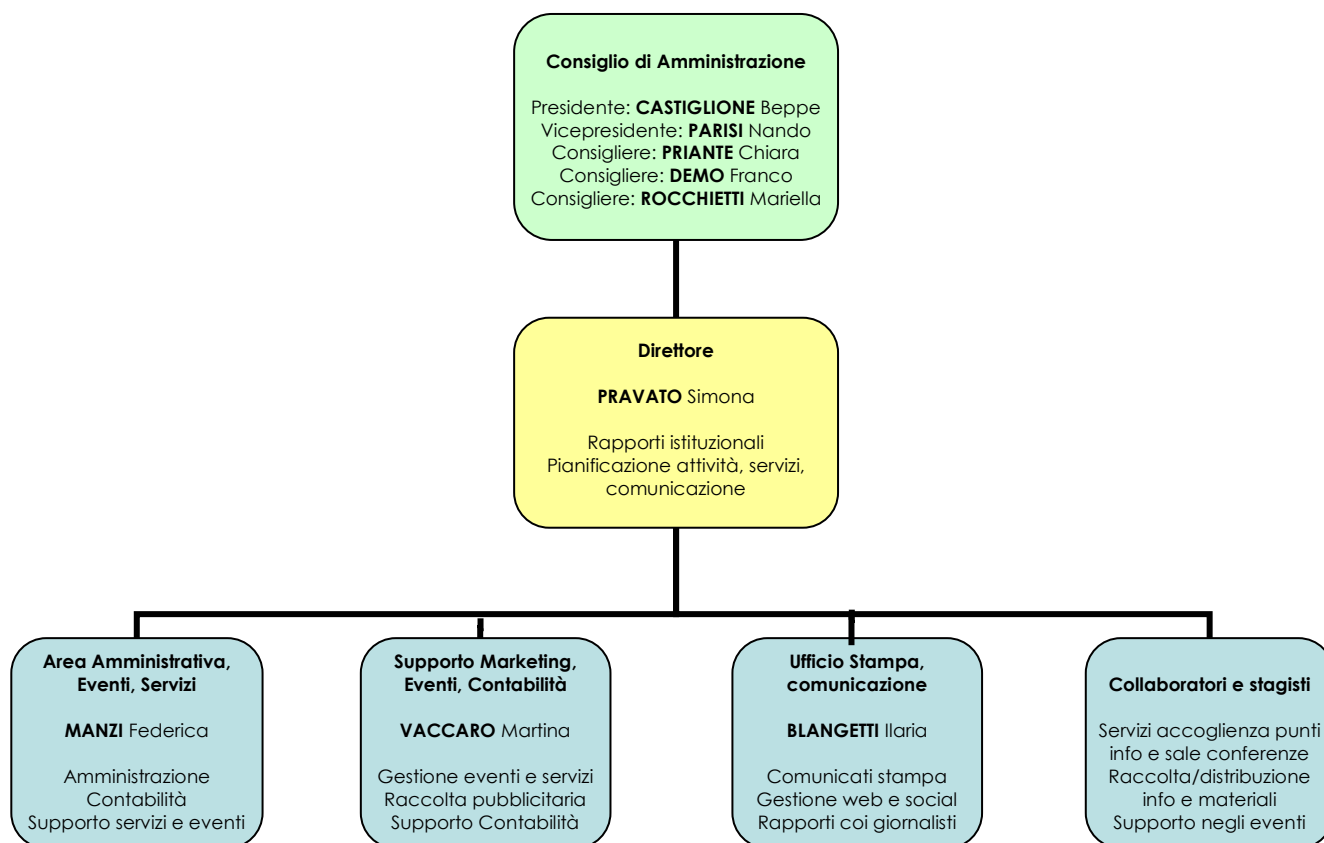 Consiglio di Amministrazione
Presidente: CASTIGLIONE Beppe
Vicepresidente: PARISI Nando
Consigliere: PRIANTE Chiara
Consigliere: DEMO Franco
Consigliere: ROCCHIETTI Mariella
Direttore
PRAVATO Simona
Rapporti istituzionali
Pianificazione attività, servizi,
comunicazione
Area Amministrativa,
Eventi, Servizi
MANZI Federica
Amministrazione
Contabilità
Supporto servizi e eventi
Supporto Marketing,
Eventi, Contabilità
VACCARO Martina
Gestione eventi e servizi
Raccolta pubblicitaria
Supporto Contabilità
Ufficio Stampa,
comunicazione
BLANGETTI Ilaria
Comunicati stampa
Gestione web e social
Rapporti coi giornalisti
Collaboratori e stagisti
Servizi accoglienza punti
info e sale conferenze
Raccolta/distribuzione
info e materiali
Supporto negli eventi